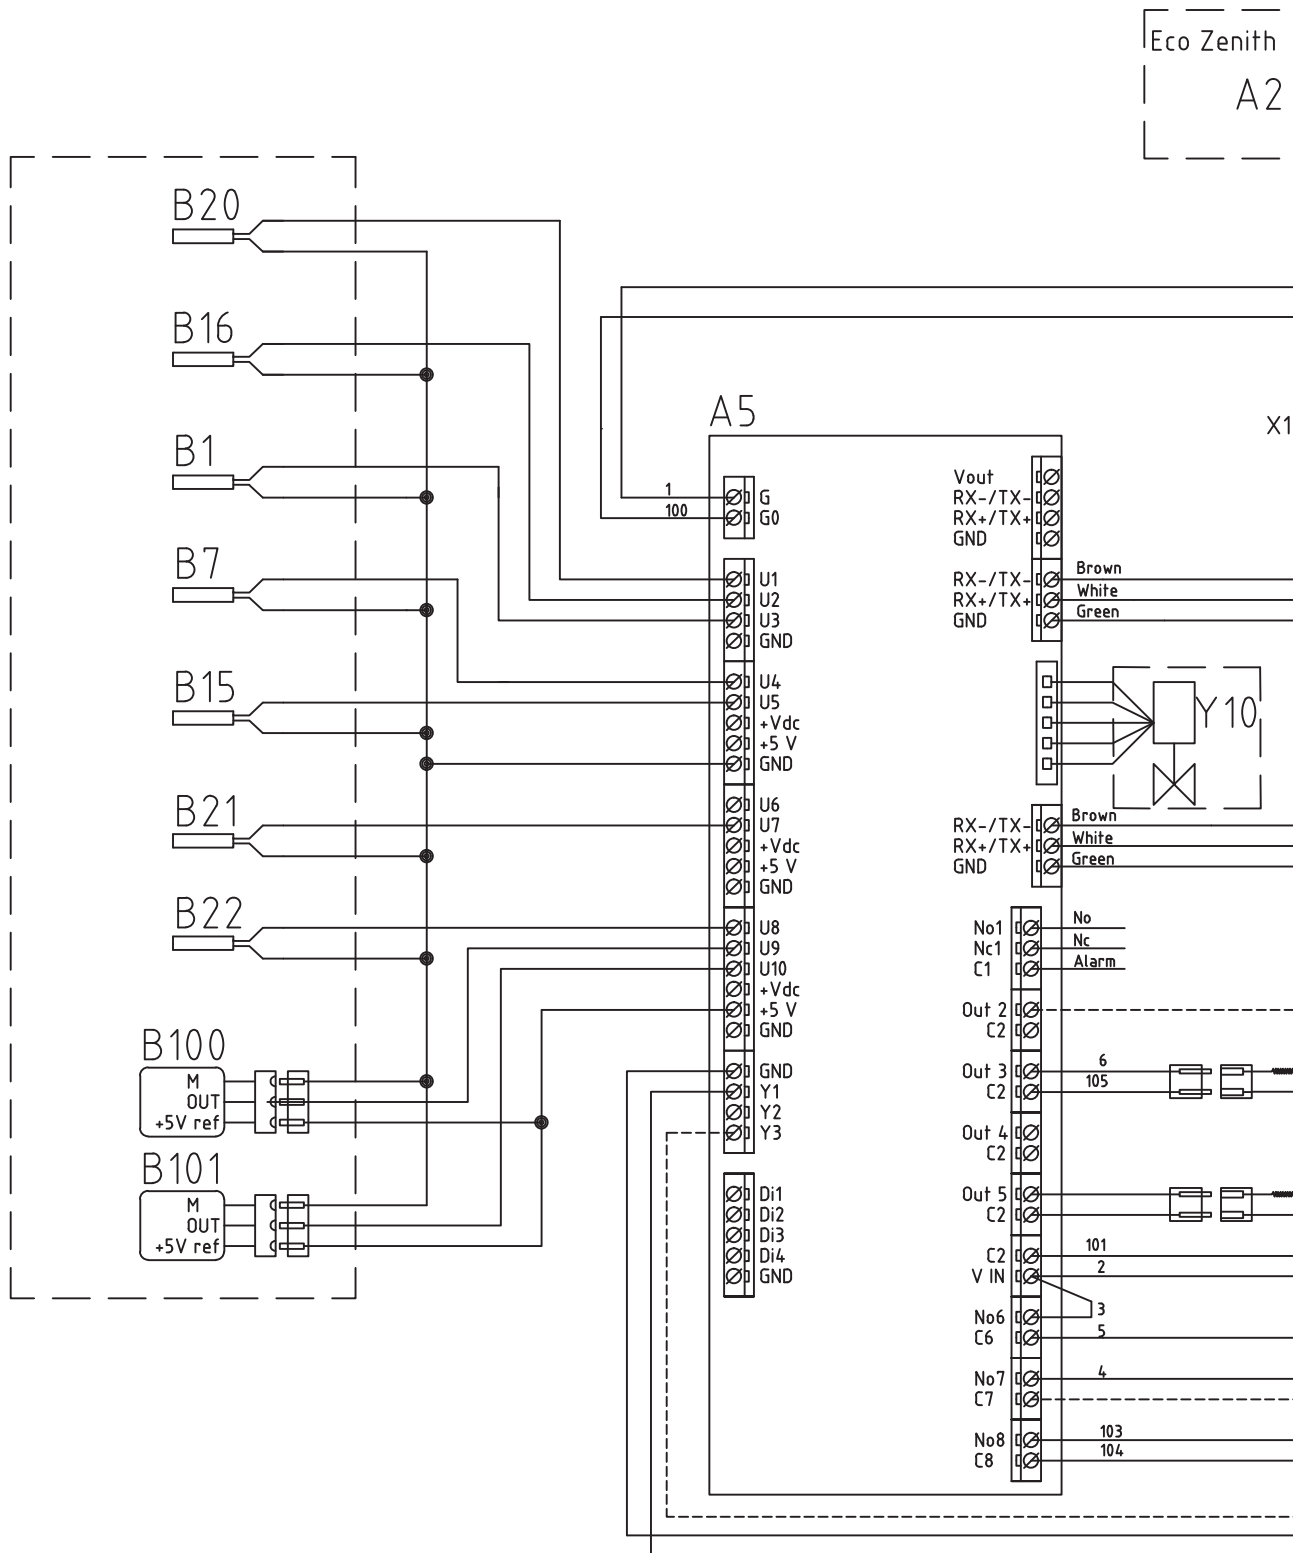 Eco Zenith
A2
B20
B16
B1
B7
B15
B21
B22
B100
M
OUT
+5V ref
B101
M
OUT
+5V ref
A5
X1
1
100
G
G0
U1
U2
U3
GND
U4
U5
+Vdc
+5 V
GND
U6
U7
+Vdc
+5 V
GND
U8
U9
U10
+Vdc
+5 V
GND
GND
Y1
Y2
Y3
Di1
Di2
Di3
Di4
GND
Vout
RX-/TX-
RX+/TX+
GND
RX-/TX- Brown
RX+/TX+ White
GND Green
Y10
RX-/TX- Brown
RX+/TX+ White
GND Green
No1 No
Nc1 Nc
C1 Alarm
Out 2
C2
Out 3 6
C2 105
Out 4
C2
Out 5
C2
C2 101
V IN 2
No6 3
C6 5
No7 4
C7
No8 103
C8 104